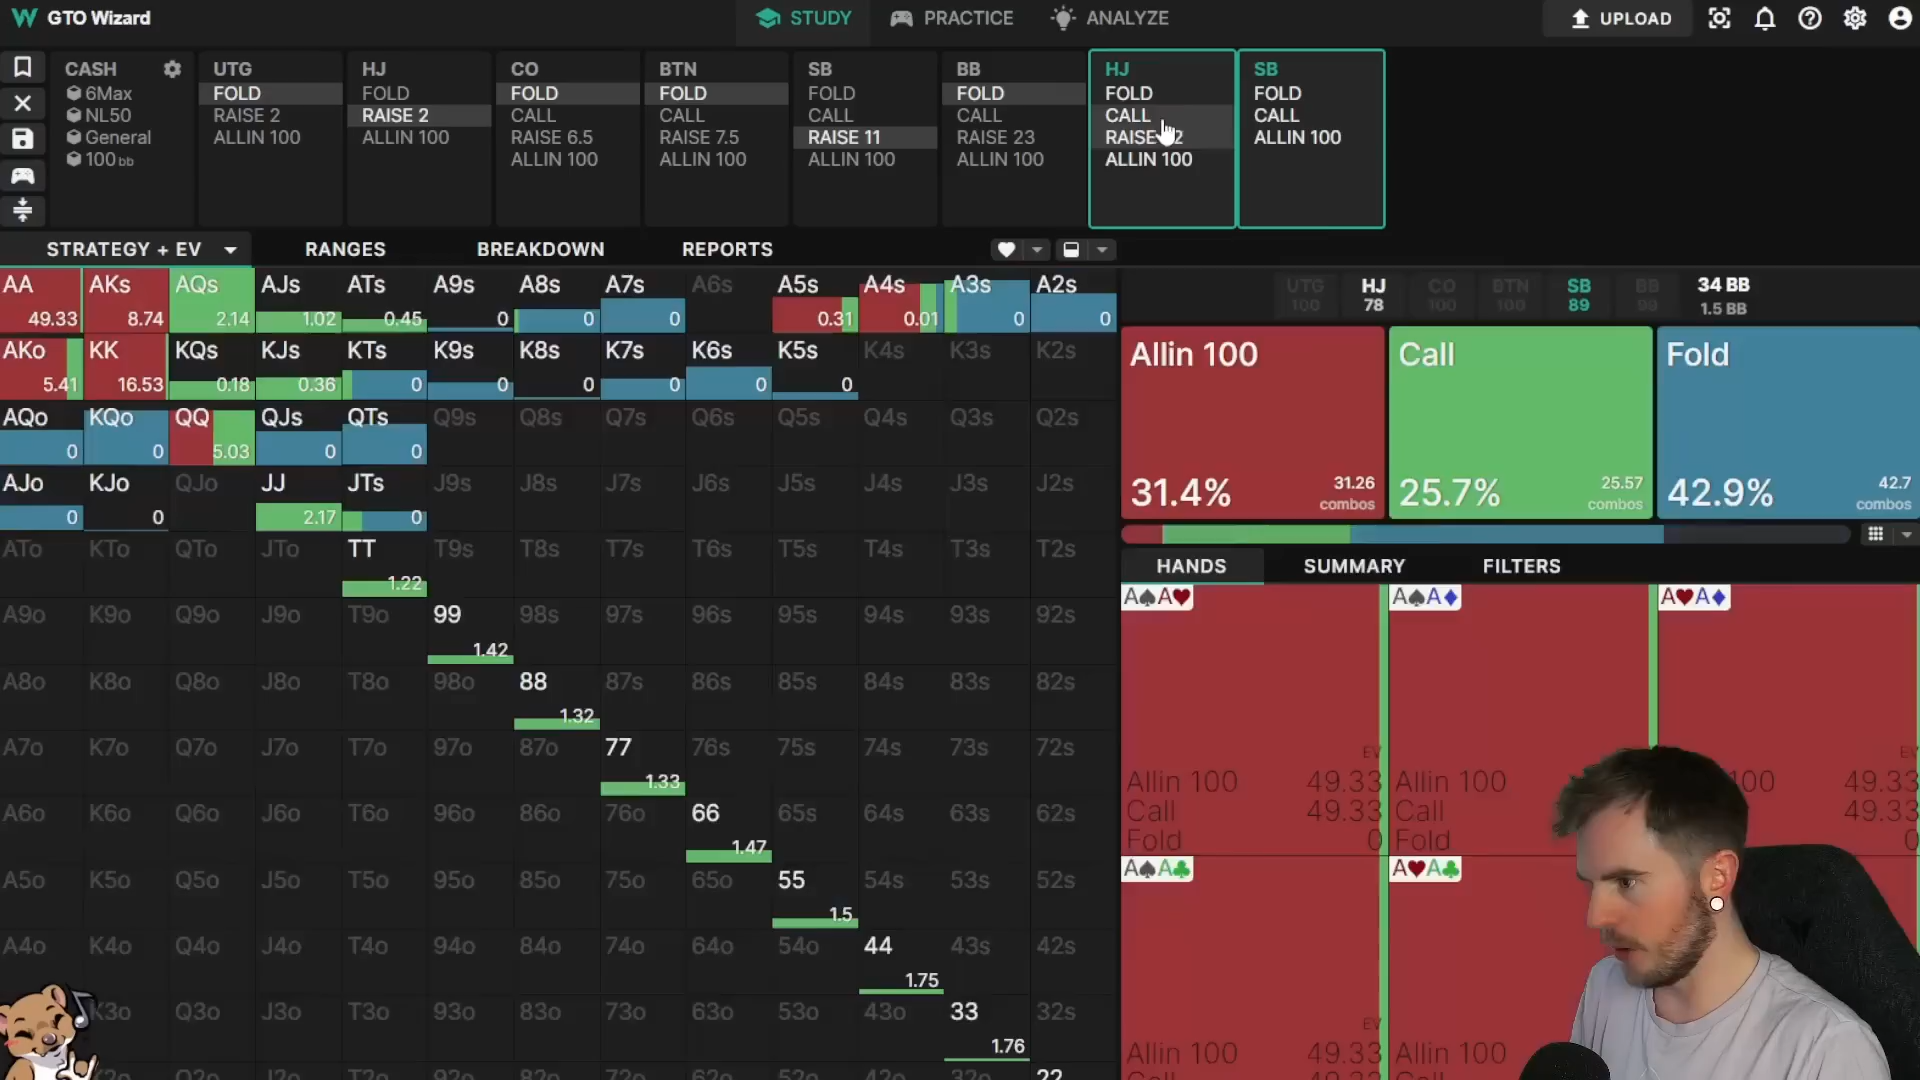 GTO Wizard
STUDY
PRACTICE
ANALYZE
UPLOAD
CASH
6Max
NL50
General
100bb
UTG
FOLD
RAISE 2
ALLIN 100
HJ
FOLD
RAISE 2
ALLIN 100
CO
FOLD
CALL
RAISE 6.5
ALLIN 100
BTN
FOLD
CALL
RAISE 7.5
ALLIN 100
SB
FOLD
CALL
RAISE 11
ALLIN 100
BB
FOLD
CALL
RAISE 23
ALLIN 100
HJ
FOLD
CALL
RAISE 2
ALLIN 100
SB
FOLD
CALL
ALLIN 100
STRATEGY + EV RANGES BREAKDOWN REPORTS
AA AKs AQs AJs ATs A9s A8s A7s A6s A5s A4s A3s A2s
49.33 8.74 2.14 1.02 0.45 0 0 0 0.31 0.01 0 0
AKo KK KQs KJs KTs K9s K8s K7s K6s K5s K4s K3s K2s
5.41 16.53 0.18 0.36 0 0 0 0 0 0
AQo KQo QQ QJs QTs Q9s Q8s Q7s Q6s Q5s Q4s Q3s Q2s
0 0 5.03 0 0
AJo KJo QJo JJ JTs J9s J8s J7s J6s J5s J4s J3s J2s
0 0 2.17 0
ATo KTo QTo JTo TT T9s T8s T7s T6s T5s T4s T3s T2s
1.22
A9o K9o Q9o J9o T9o 99 98s 97s 96s 95s 94s 93s 92s
1.42
A8o K8o Q8o J8o T8o 98o 88 87s 86s 85s 84s 83s 82s
1.32
A7o K7o Q7o J7o T7o 97o 87o 77 76s 75s 74s 73s 72s
1.33
A6o K6o Q6o J6o T6o 96o 86o 76o 66 65s 64s 63s 62s
1.47
A5o K5o Q5o J5o T5o 95o 85o 75o 65o 55 54s 53s 52s
1.5
A4o K4o Q4o J4o T4o 94o 84o 74o 64o 54o 44 43s 42s
1.75
K3o Q3o J3o T3o 93o 83o 73o 63o 53o 43o 33 32s
1.76
K2o Q2o J2o T2o 92o 82o 72o 62o 52o 42o 32o 22
UTG HJ CO BTN SB BB 34 BB
100 78 100 100 89 99 1.5 BB
Allin 100 Call Fold
31.4% 31.26 combos
25.7% 25.57 combos
42.9% 42.7 combos
HANDS SUMMARY FILTERS
A♠A♥ A♠A♦ A♥A♦
EV EV
Allin 100 49.33 Allin 100 100 49.33
Call 49.33 Call 49.33
Fold 0 Fold 0
A♠A♣ A♥A♣
EV
Allin 100 49.33 Allin 100